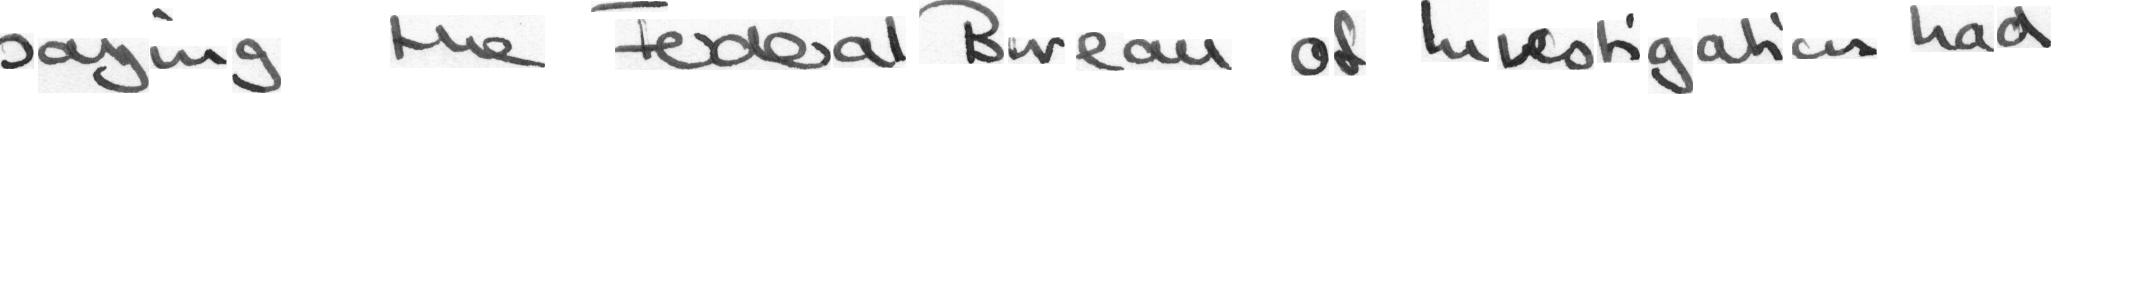 saying the Federal Bureau of Investigation had